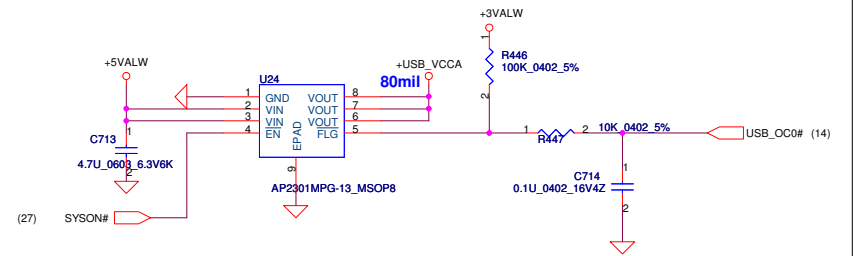 +3VALW
1
R446
100K_0402_5%
2
+5VALW
+USB_VCCA
80mil
U24
1 GND VOUT 8
2 VIN VOUT 7
3 VIN VOUT 6
4 EN FLG 5
EPAD
9
AP2301MPG-13_MSOP8
1
C713
4.7U_0603_6.3V6K
2
1 2 10K_0402_5%
R447
USB_OC0# (14)
1
C714
0.1U_0402_16V4Z
2
(27) SYSON#